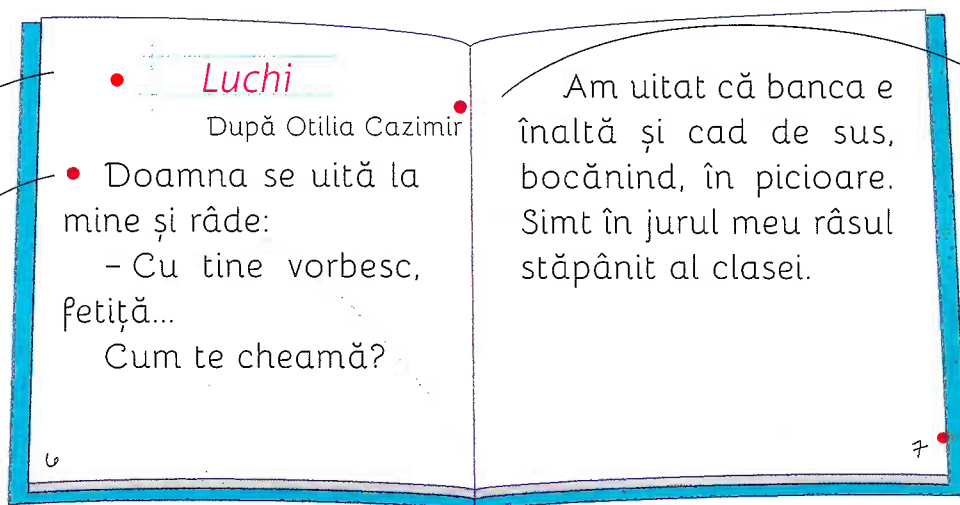 Luchi
După Otilia Cazimir
Doamna se uită la
mine și râde:
– Cu tine vorbesc,
fetiță...
Cum te cheamă?
6
Am uitat că banca e
înaltă și cad de sus,
bocănind, în picioare.
Simt în jurul meu râsul
stăpânit al clasei.
7